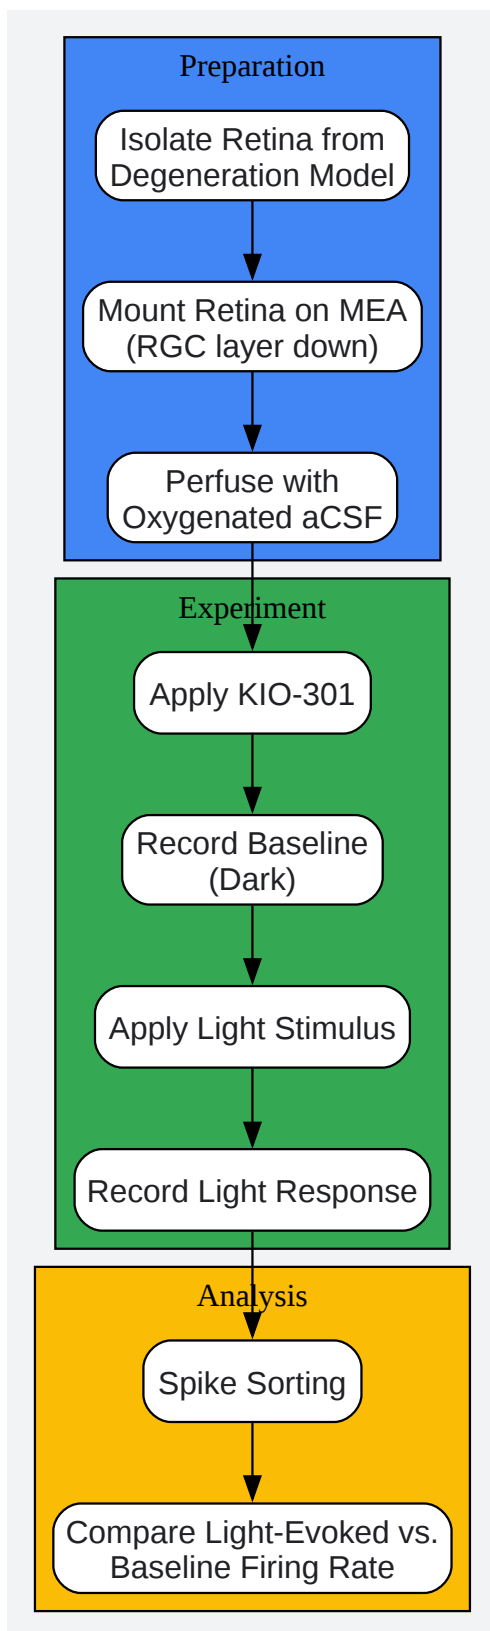 Preparation
Isolate Retina from
Degeneration Model
Mount Retina on MEA
(RGC layer down)
Perfuse with
Oxygenated aCSF
Experiment
Apply KIO-301
Record Baseline
(Dark)
Apply Light Stimulus
Record Light Response
Analysis
Spike Sorting
Compare Light-Evoked vs.
Baseline Firing Rate